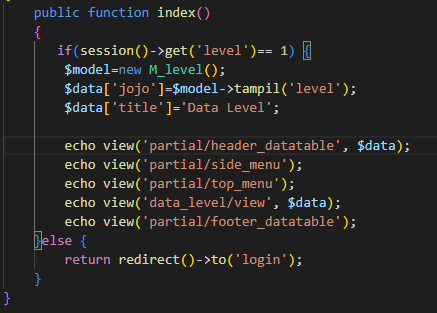 public function index()
{
if(session()->get('level')== 1) {
$model=new M_level();
$data['jojo']=$model->tampil('level');
$data['title']='Data Level';
echo view('partial/header_datatable', $data);
echo view('partial/side_menu');
echo view('partial/top_menu');
echo view('data_level/view', $data);
echo view('partial/footer_datatable');
}else {
return redirect()->to('login');
}
}